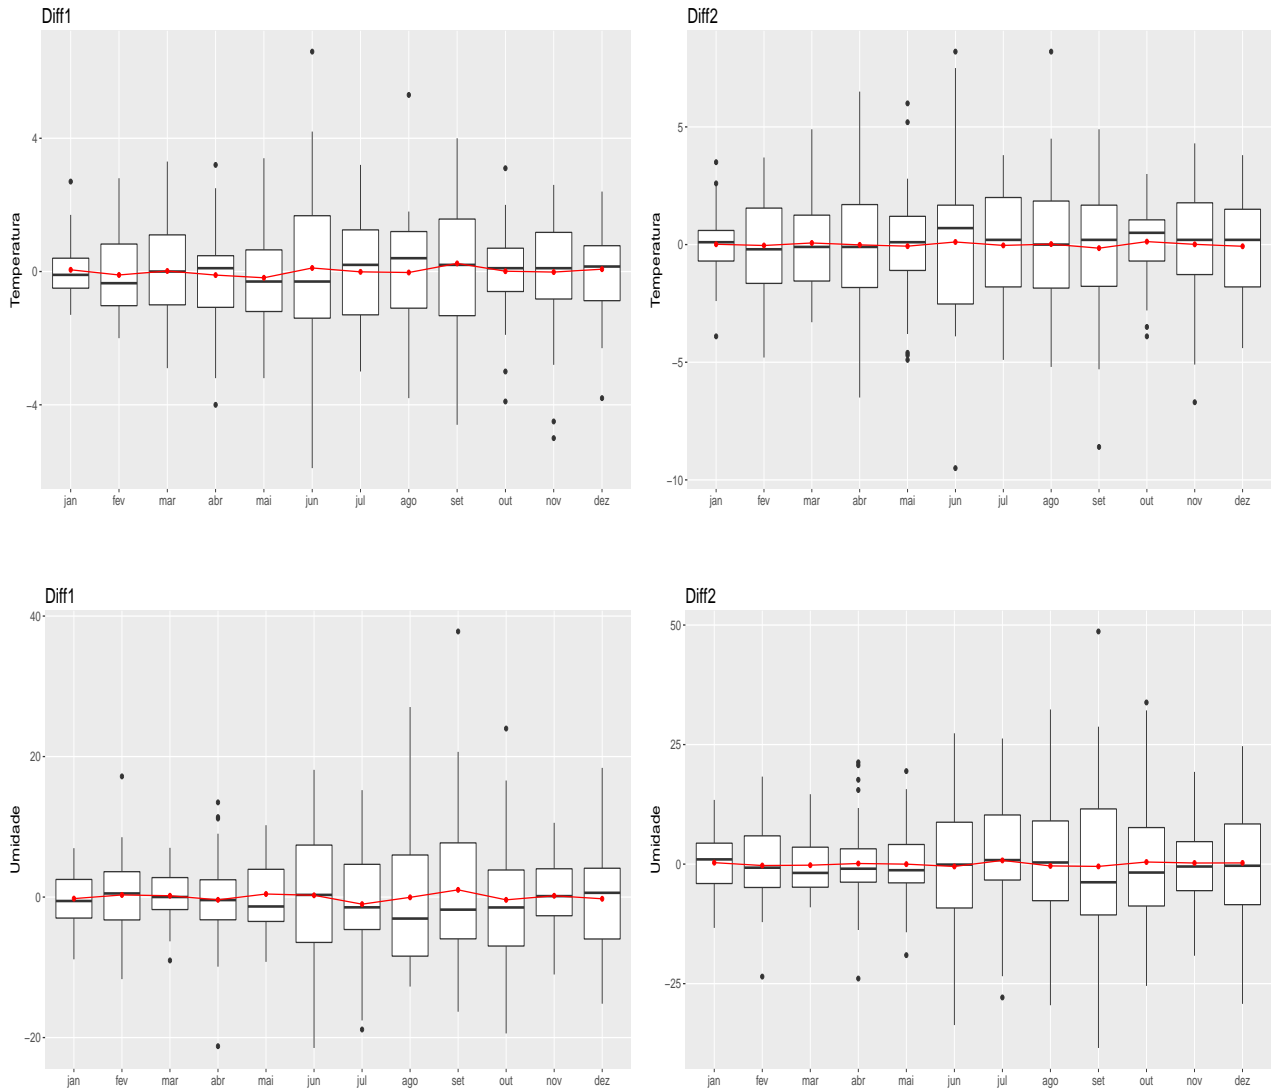 Diff1
Temperatura
4
0
−4
jan fev mar abr mai jun jul ago set out nov dez
Diff2
Temperatura
5
0
−5
−10
jan fev mar abr mai jun jul ago set out nov dez
Diff1
Umidade
40
20
0
−20
jan fev mar abr mai jun jul ago set out nov dez
Diff2
Umidade
50
25
0
−25
jan fev mar abr mai jun jul ago set out nov dez